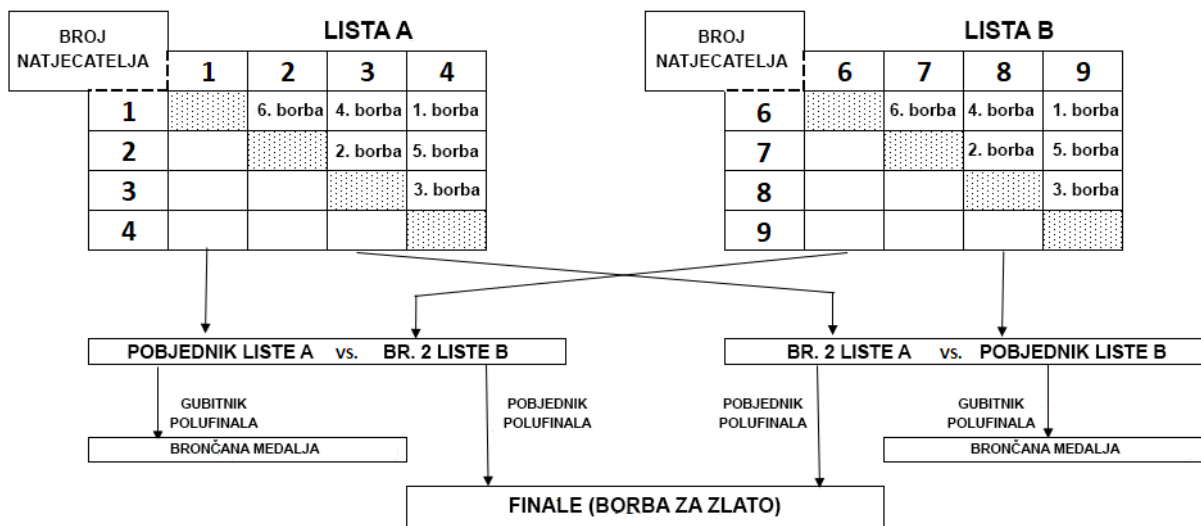 BROJ
NATJECATELJA
LISTA A
1 2 3 4
1 6. borba 4. borba 1. borba
2 2. borba 5. borba
3 3. borba
4
BROJ
NATJECATELJA
LISTA B
6 7 8 9
6 6. borba 4. borba 1. borba
7 2. borba 5. borba
8 3. borba
9
POBJEDNIK LISTE A vs. BR. 2 LISTE B
BR. 2 LISTE A vs. POBJEDNIK LISTE B
GUBITNIK
POLUFINALA
POBJEDNIK
POLUFINALA
POBJEDNIK
POLUFINALA
GUBITNIK
POLUFINALA
BRONČANA MEDALJA
BRONČANA MEDALJA
FINALE (BORBA ZA ZLATO)